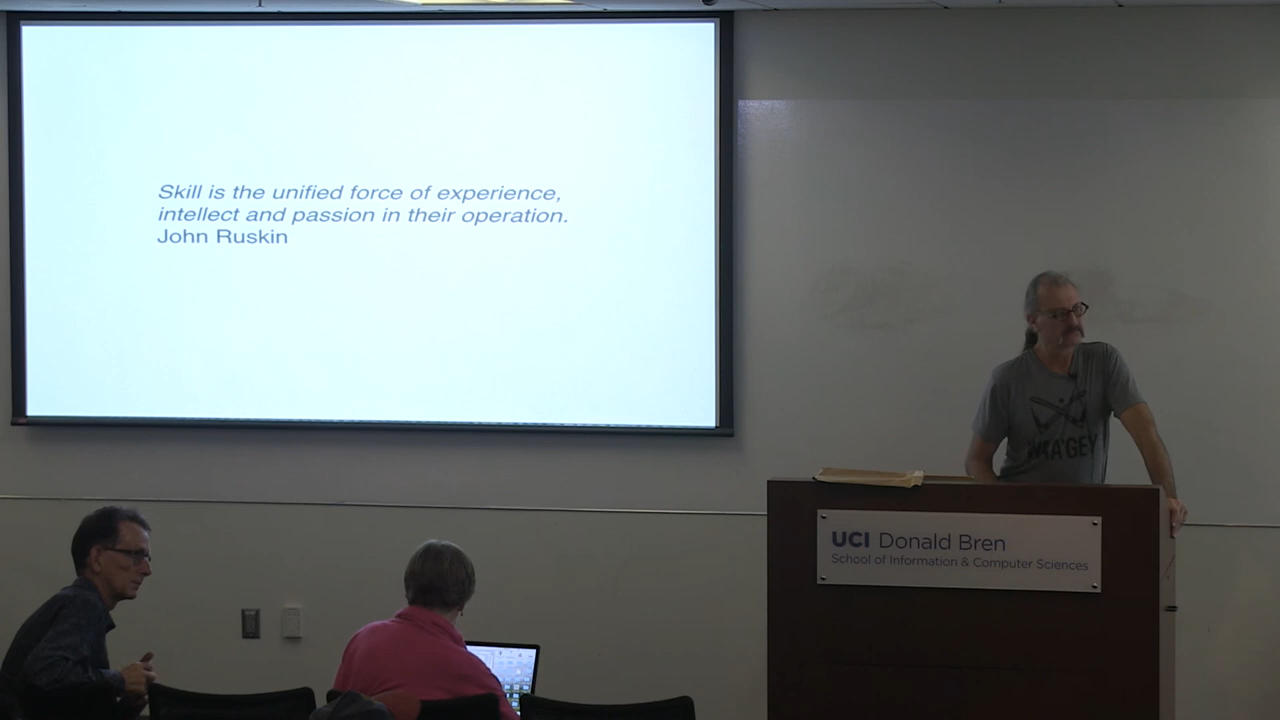 Skill is the unified force of experience,
intellect and passion in their operation.
John Ruskin
UCI Donald Bren
School of Information & Computer Sciences